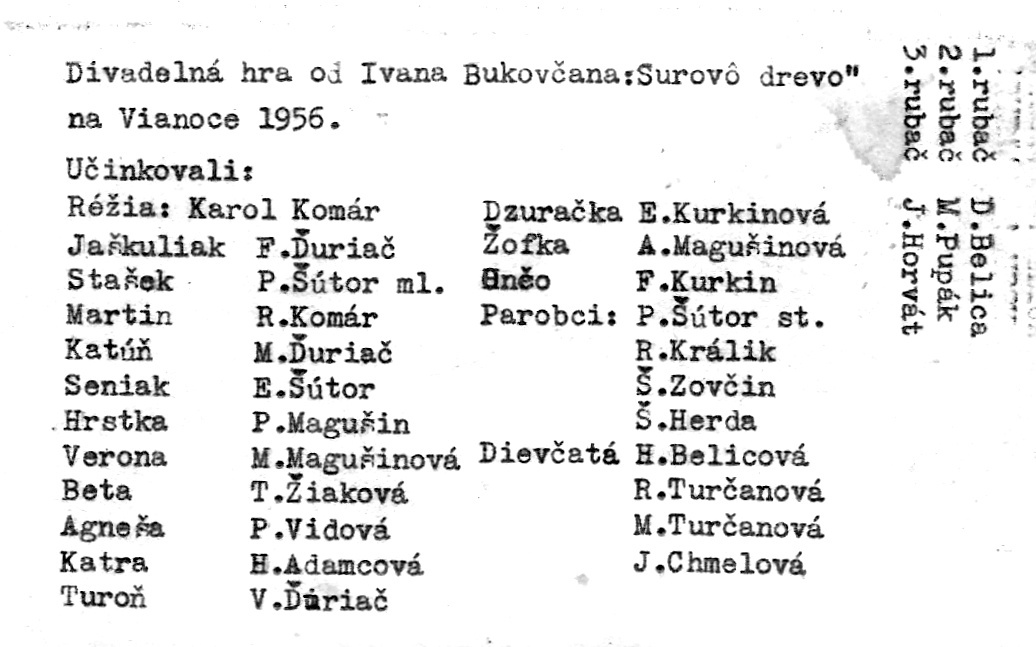 Divadelná hra od Ivana Bukovčana:Surovô drevo"
na Vianoce 1956.
Učinkovali:
Réžia: Karol Komár
Jaškuliak F.Ďuriač
Stašek P.Šútor ml.
Martin R.Komár
Katúň M.Ďuriač
Seniak E.Šútor
Hrstka P.Magušin
Verona M.Magušinová
Beta T.Žiaková
Agneša P.Vidová
Katra H.Adamcová
Turoň V.Ďuriač
Dzuračka E.Kurkinová
Žofka A.Magušinová
F.Kurkin
Parobci: P.Šútor st.
R.Králik
Š.Zovčin
Š.Herda
Dievčatá H.Belicová
R.Turčanová
M.Turčanová
J.Chmelová
1.rubač D.Belica
2.rubač M.Pupák
3.rubač J.Horvát